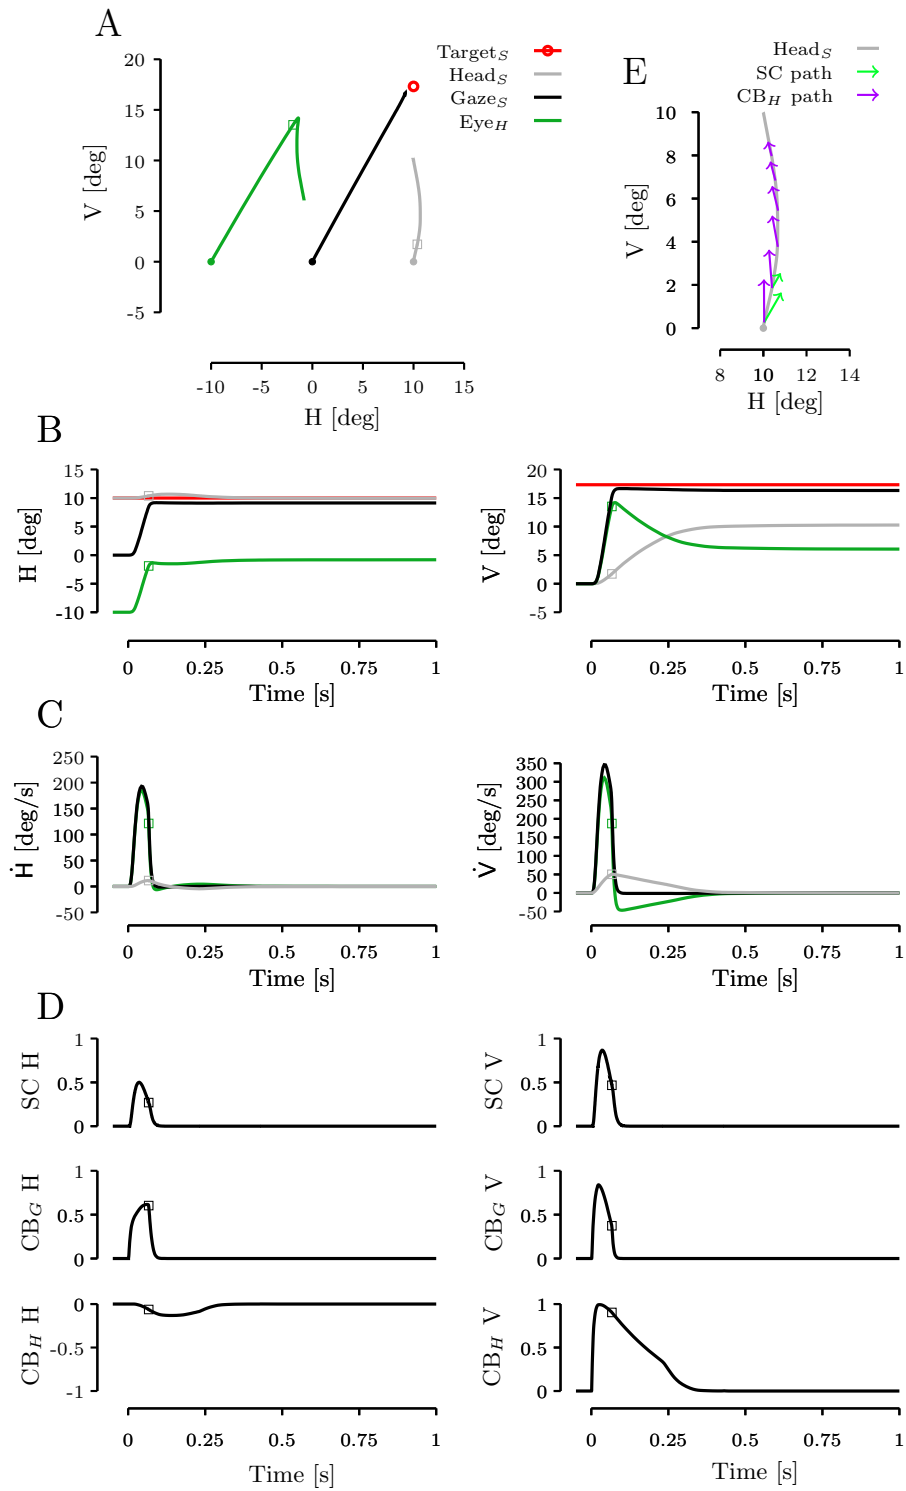 A
20
15
10
5
0
-5
V [deg]
-10 -5 0 5 10 15
H [deg]
Target_S
Head_S
Gaze_S
Eye_H
E
Head_S
SC path
CB_H path
10
8
6
4
2
0
V [deg]
8 10 12 14
H [deg]
B
15
10
5
0
-5
-10
H [deg]
0 0.25 0.5 0.75 1
Time [s]
20
15
10
5
0
-5
V [deg]
0 0.25 0.5 0.75 1
Time [s]
C
250
200
150
100
50
0
-50
Ḣ [deg/s]
0 0.25 0.5 0.75 1
Time [s]
350
300
250
200
150
100
50
0
-50
V̇ [deg/s]
0 0.25 0.5 0.75 1
Time [s]
D
1
0.5
0
SC H
1
0.5
0
SC V
1
0.5
0
CB_G H
1
0.5
0
CB_G V
0
-0.5
-1
CB_H H
0 0.25 0.5 0.75 1
Time [s]
1
0.5
0
CB_H V
0 0.25 0.5 0.75 1
Time [s]